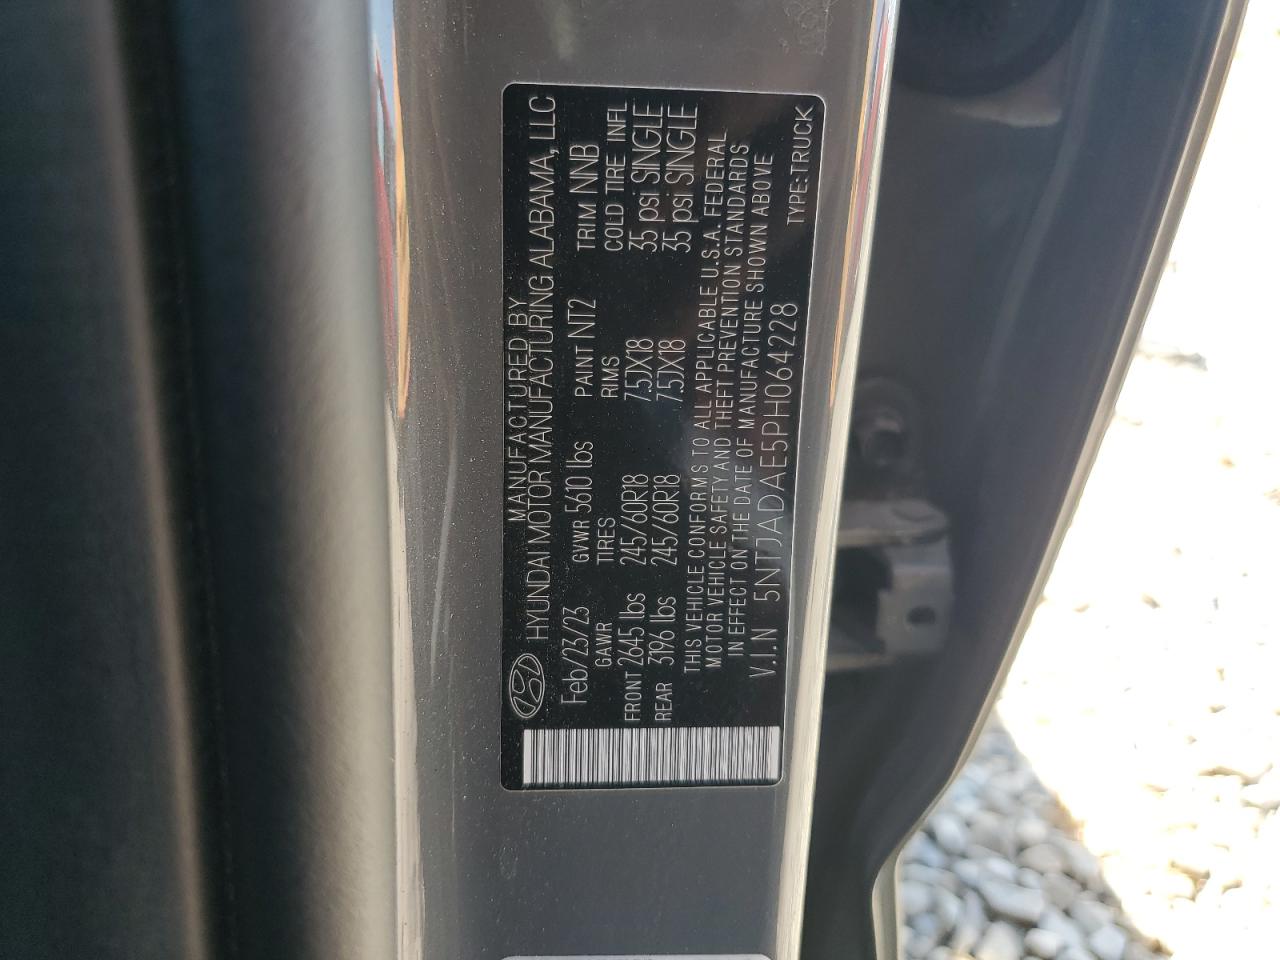 MANUFACTURED BY
HYUNDAI MOTOR MANUFACTURING ALABAMA, LLC
Feb/23/23 GVWR 5610 lbs PAINT NT2 TRIM NNB
GAWR TIRES RIMS COLD TIRE INFL
FRONT 2645 lbs 245/60R18 7.5JX18 35 psi SINGLE
REAR 3196 lbs 245/60R18 7.5JX18 35 psi SINGLE
THIS VEHICLE CONFORMS TO ALL APPLICABLE U.S.A. FEDERAL
MOTOR VEHICLE SAFETY AND THEFT PREVENTION STANDARDS
IN EFFECT ON THE DATE OF MANUFACTURE SHOWN ABOVE
V.I.N 5NTJADAE5PH064228 TYPE:TRUCK